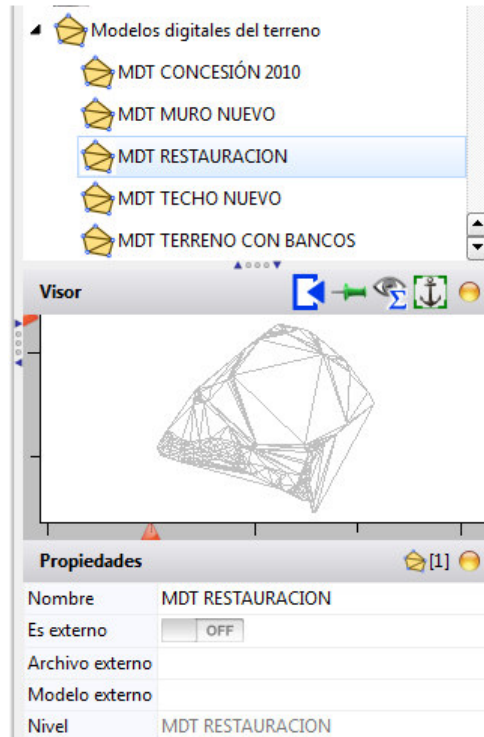 Modelos digitales del terreno
MDT CONCESIÓN 2010
MDT MURO NUEVO
MDT RESTAURACION
MDT TECHO NUEVO
MDT TERRENO CON BANCOS
Visor
Propiedades [1]
Nombre MDT RESTAURACION
Es externo OFF
Archivo externo
Modelo externo
Nivel MDT RESTAURACION